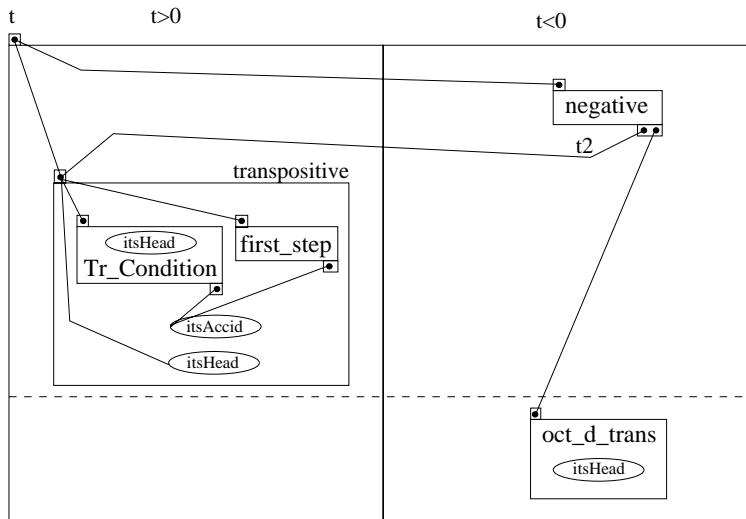 t
t>0
t<0
negative
t2
transpositive
itsHead
first_step
Tr_Condition
itsAccid
itsHead
oct_d_trans
itsHead